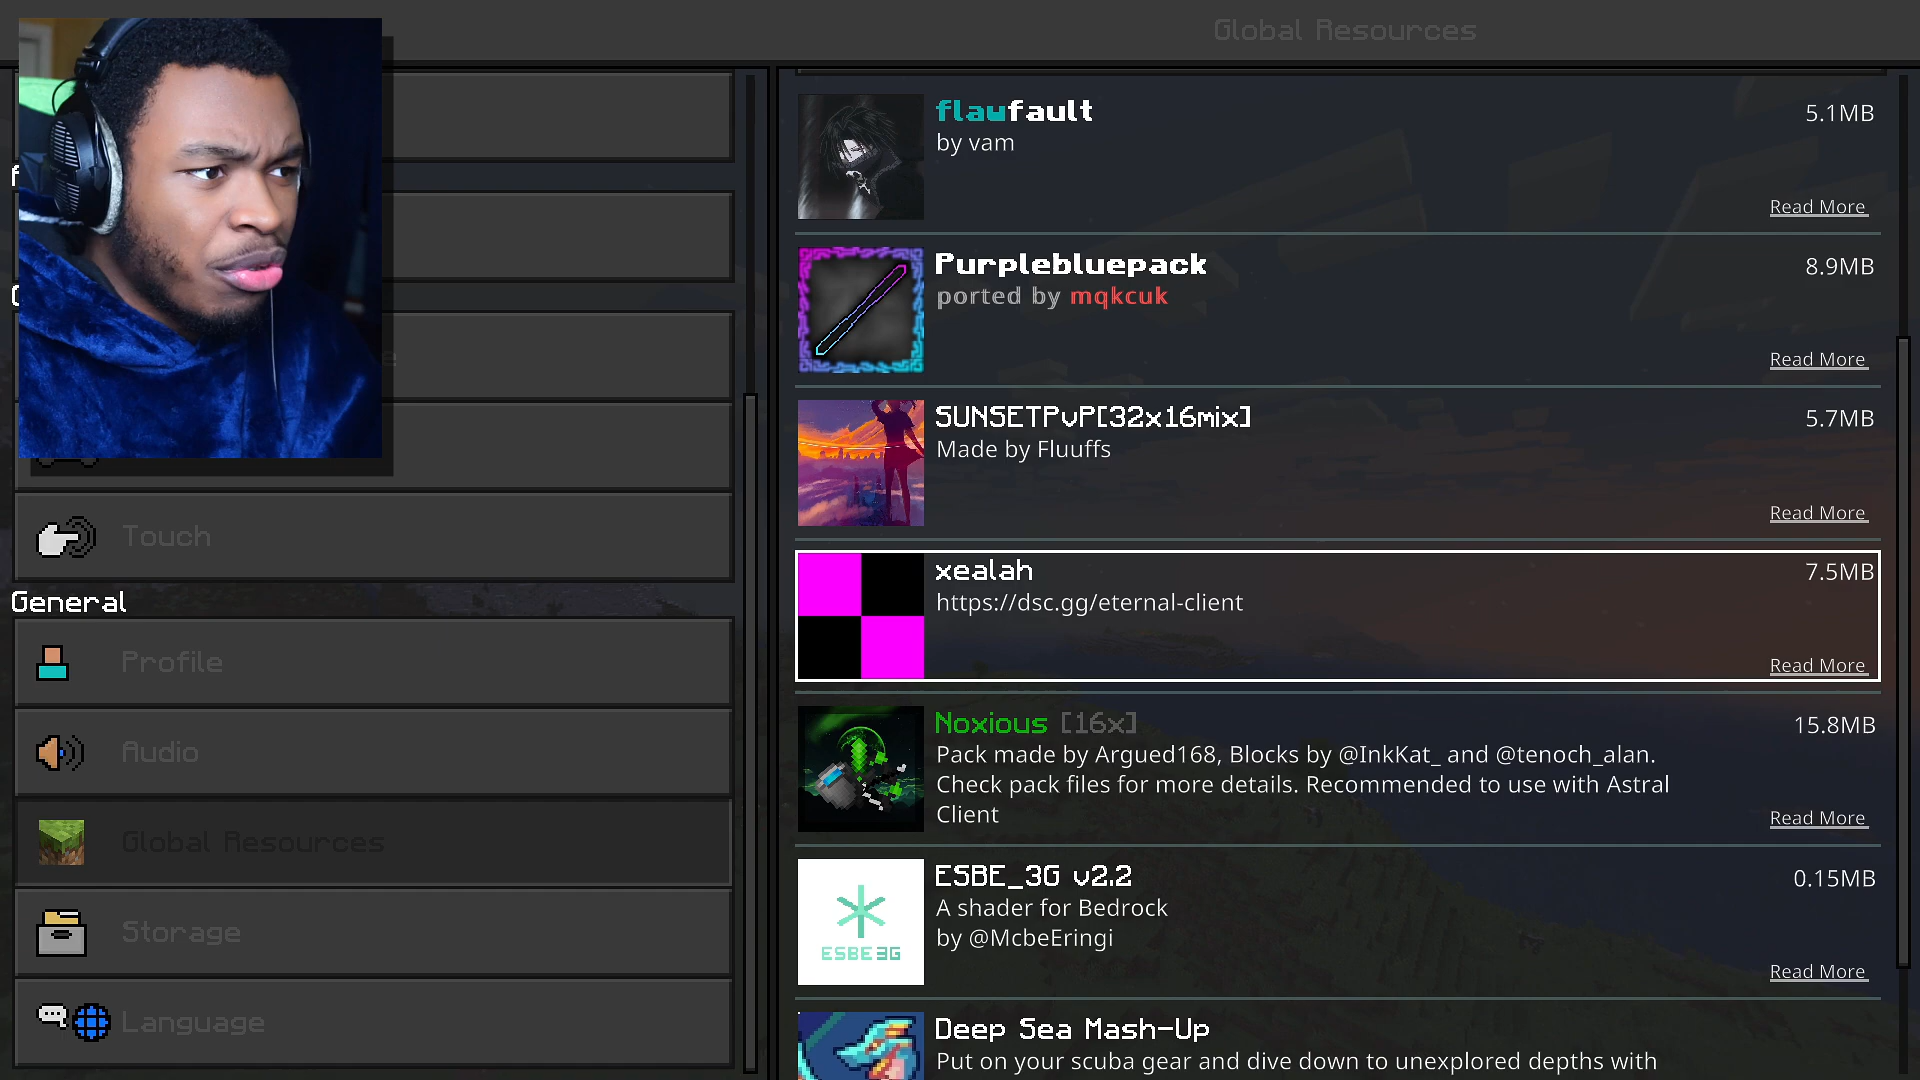 Global Resources
Touch
General
Profile
Audio
Global Resources
Storage
Language
flawfault
5.1MB
by vam
Read More
Purplebluepack
8.9MB
ported by mqkcuk
Read More
SUNSETPvP[32x16mix]
5.7MB
Made by Fluuffs
Read More
xealah
7.5MB
https://dsc.gg/eternal-client
Read More
Noxious [16x]
15.8MB
Pack made by Argued168, Blocks by @InkKat_ and @tenoch_alan.
Check pack files for more details. Recommended to use with Astral
Client
Read More
ESBE 3G
ESBE_3G v2.2
0.15MB
A shader for Bedrock
by @McbeEringi
Read More
Deep Sea Mash-Up
Put on your scuba gear and dive down to unexplored depths with